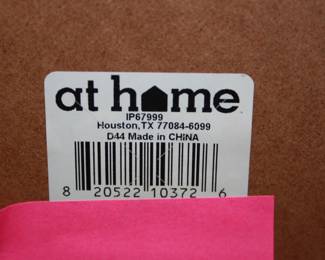 at home
IP67999
Houston,TX 77084-6099
D44 Made in CHINA
8 20522 10372 6